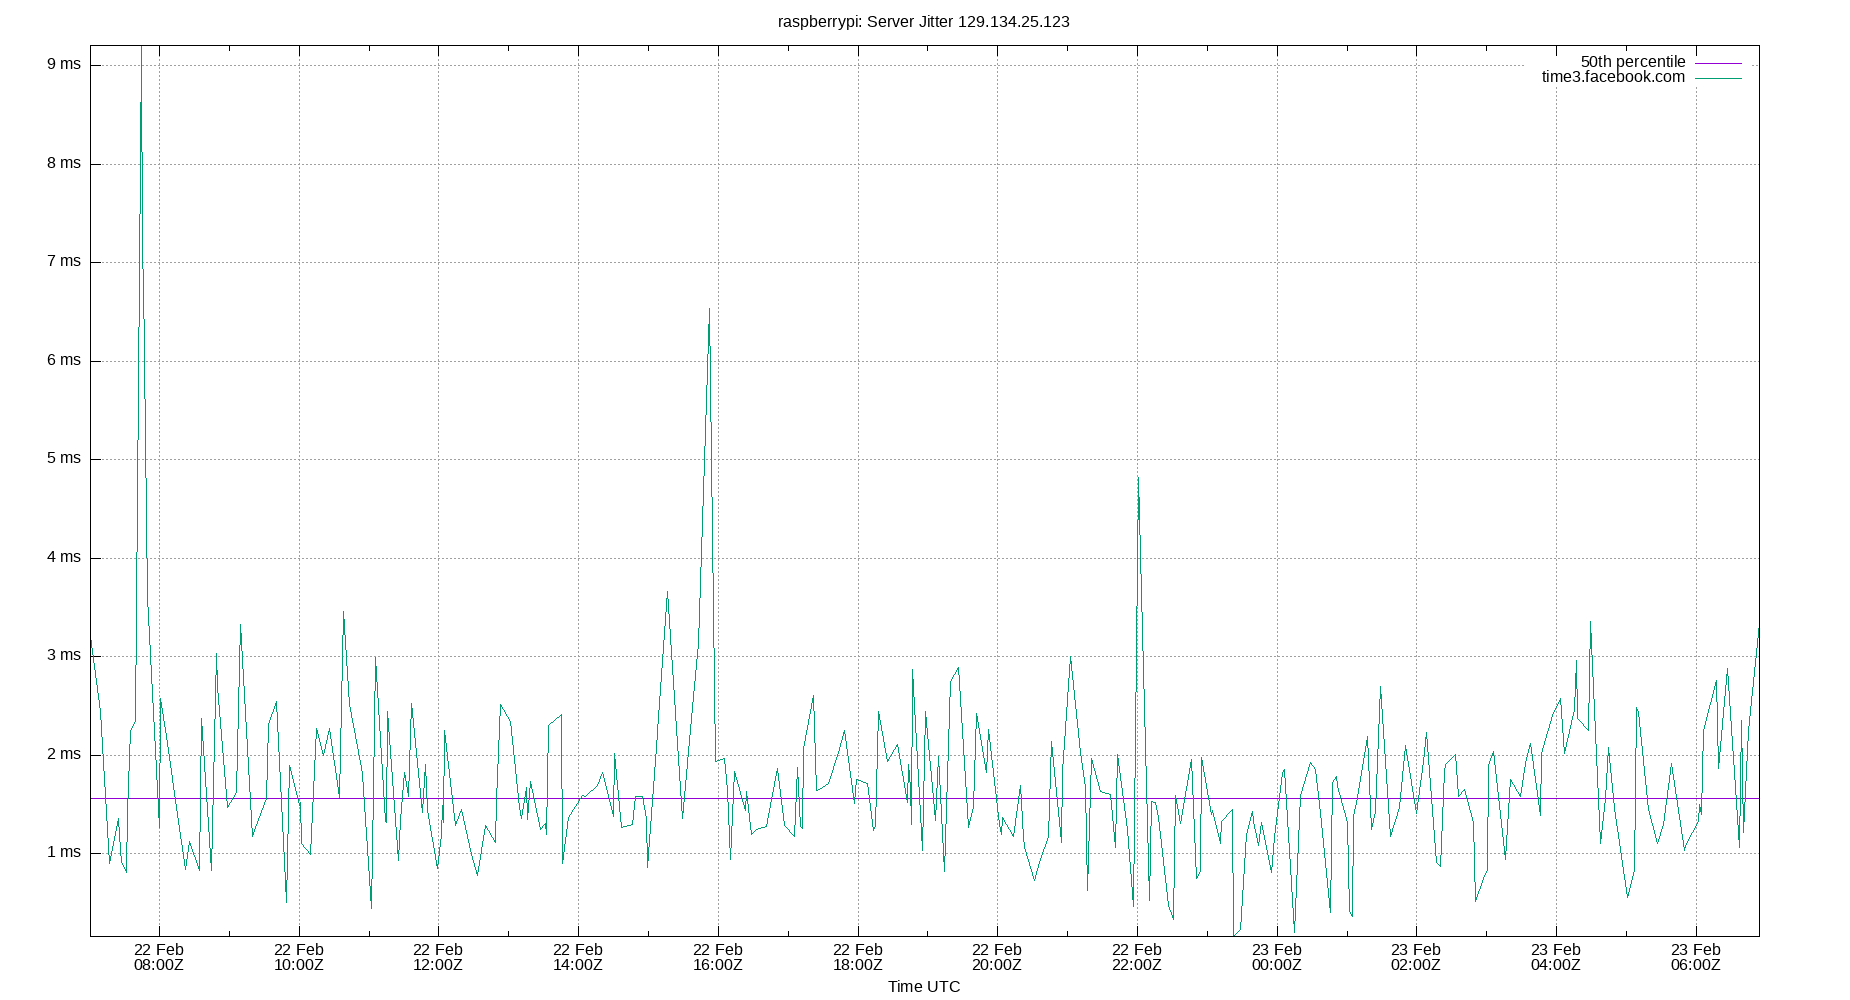 raspberrypi: Server Jitter 129.134.25.123
50th percentile
time3.facebook.com
9 ms
8 ms
7 ms
6 ms
5 ms
4 ms
3 ms
2 ms
1 ms
22 Feb 22 Feb 22 Feb 22 Feb 22 Feb 22 Feb 22 Feb 22 Feb 23 Feb 23 Feb 23 Feb 23 Feb
08:00Z 10:00Z 12:00Z 14:00Z 16:00Z 18:00Z 20:00Z 22:00Z 00:00Z 02:00Z 04:00Z 06:00Z
Time UTC